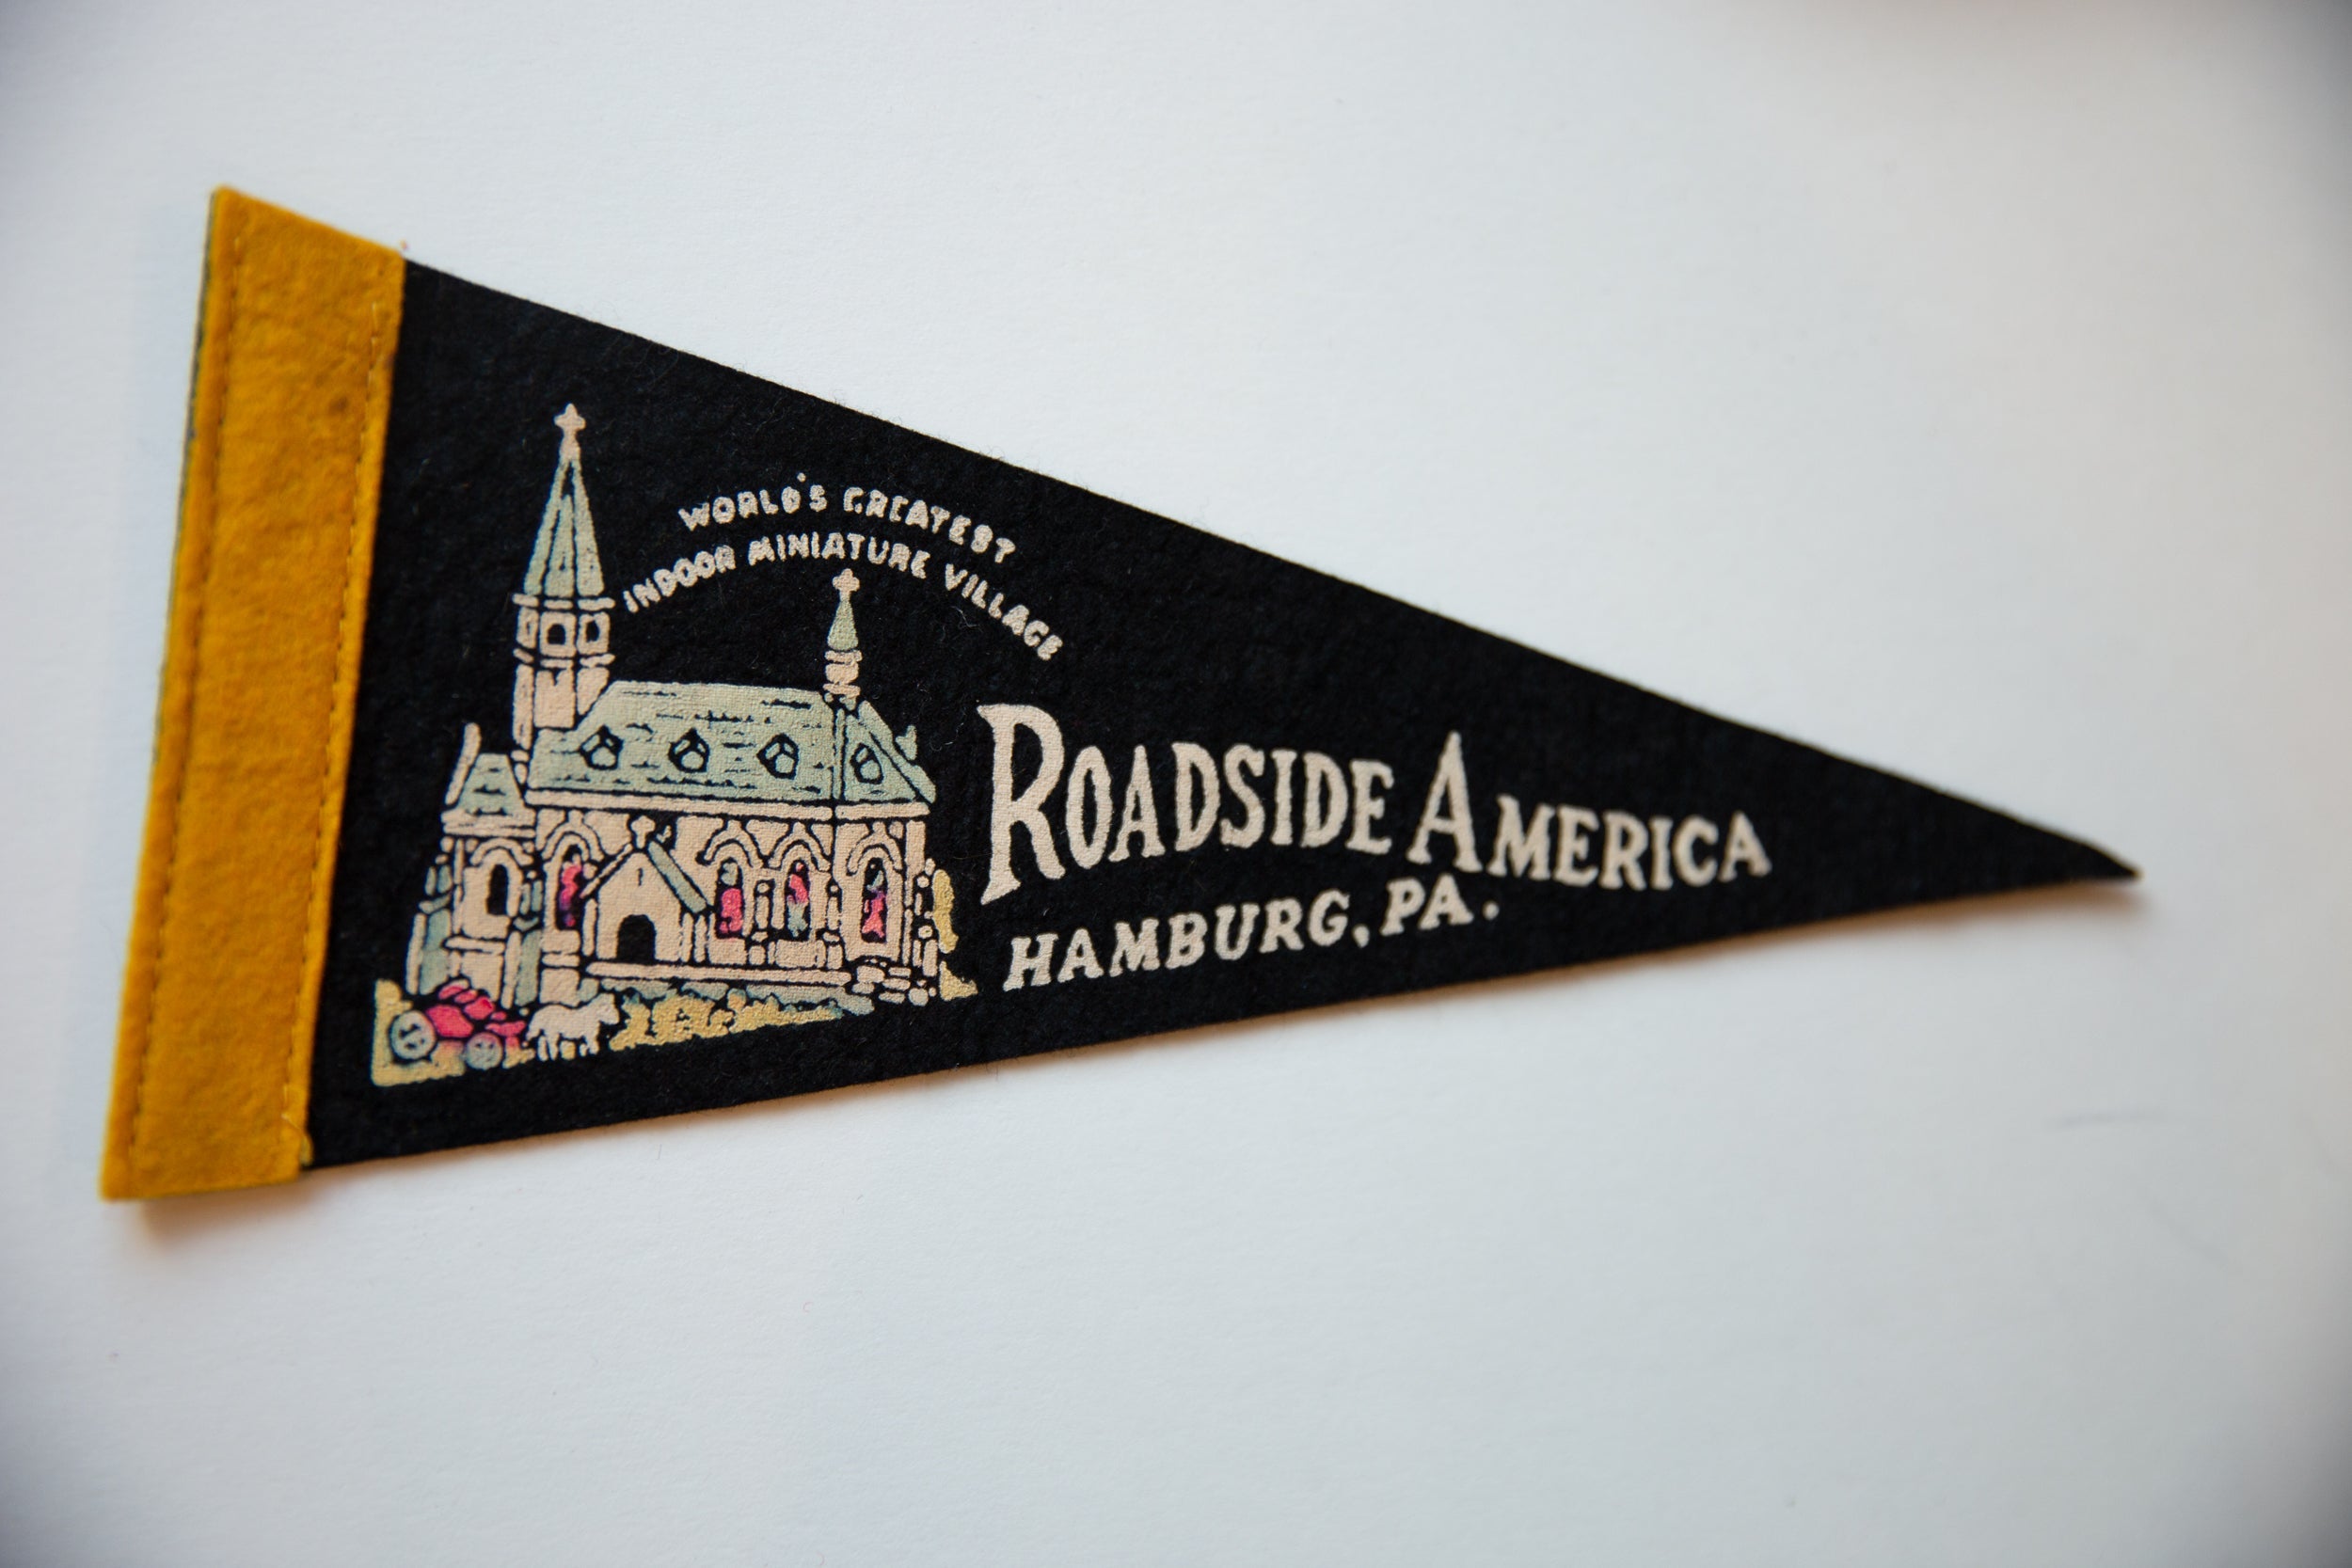 WORLD'S GREATEST
INDOOR MINIATURE VILLAGE
ROADSIDE AMERICA
HAMBURG, PA.